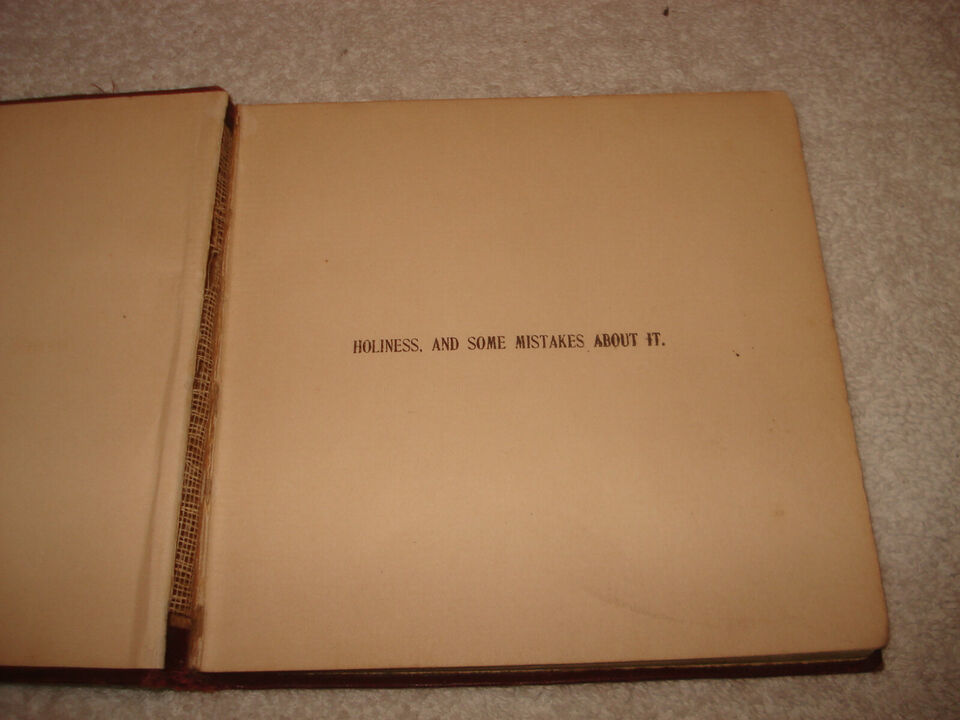 HOLINESS, AND SOME MISTAKES ABOUT IT.